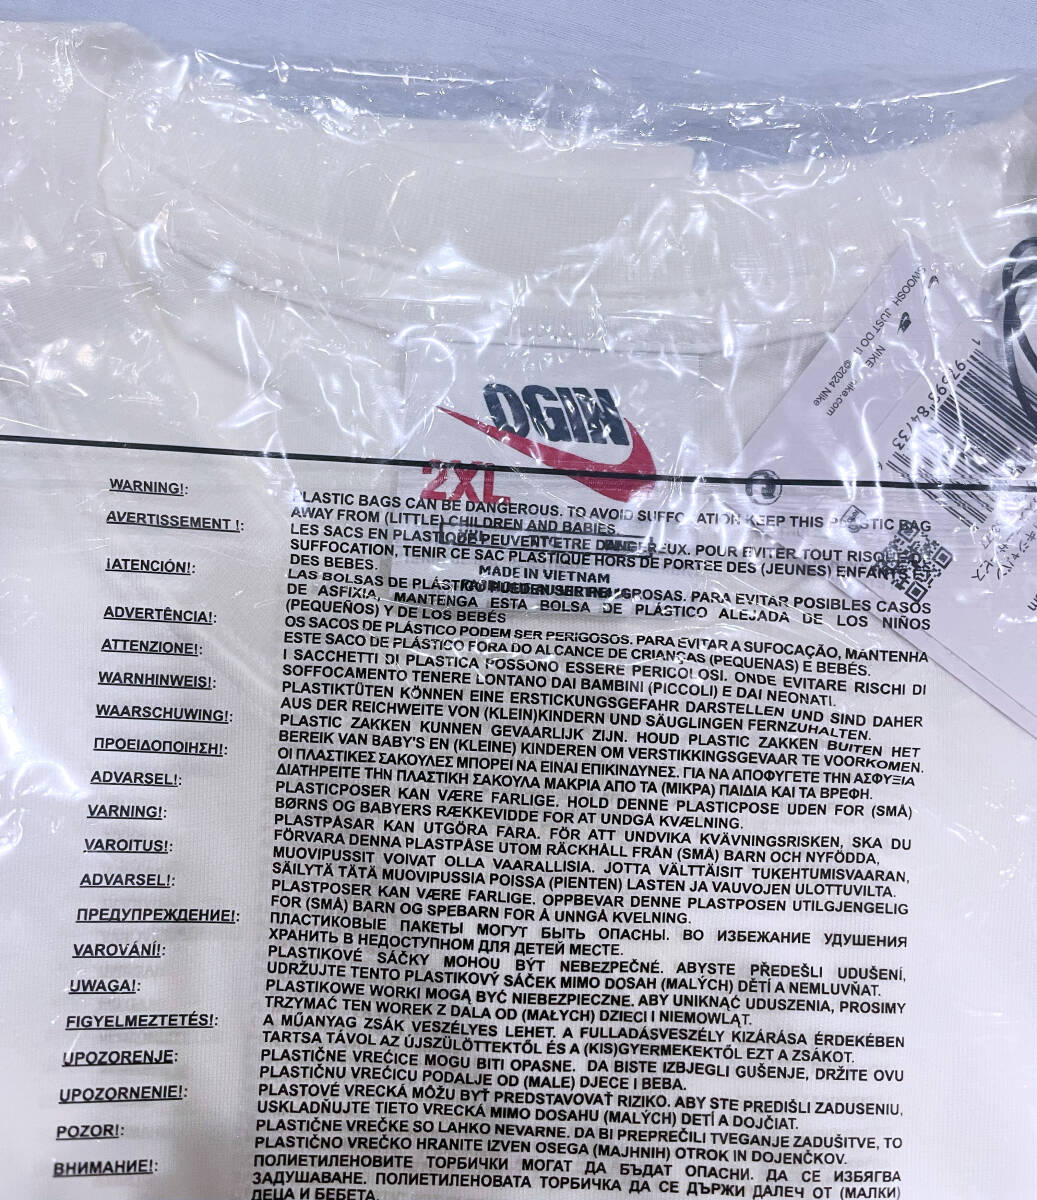 SWOOSH JUST DO I
NIKE nike.com
©2024 Nike
OGIN
2XL
MADE IN VIETNAM
WARNING!:
PLASTIC BAGS CAN BE DANGEROUS. TO AVOID SUFFOCATION KEEP THIS PLASTIC BAG
AWAY FROM (LITTLE) CHILDREN AND BABIES.
AVERTISSEMENT !:
LES SACS EN PLASTIQUE PEUVENT ETRE DANGEREUX. POUR EVITER TOUT RISQUE D
SUFFOCATION, TENIR CE SAC PLASTIQUE HORS DE PORTEE DES (JEUNES) ENFANTS
DES BEBES.
¡ATENCIÓN!:
LAS BOLSAS DE PLÁSTICO PUEDEN SER PELIGROSAS. PARA EVITAR POSIBLES CASOS
DE ASFIXIA, MANTENGA ESTA BOLSA DE PLÁSTICO ALEJADA DE LOS NIÑOS
(PEQUEÑOS) Y DE LOS BEBÉS
ADVERTÊNCIA!:
OS SACOS DE PLÁSTICO PODEM SER PERIGOSOS. PARA EVITAR A SUFOCAÇÃO, MANTENHA
ESTE SACO DE PLÁSTICO FORA DO ALCANCE DE CRIANÇAS (PEQUENAS) E BEBÉS.
ATTENZIONE!:
I SACCHETTI DI PLASTICA POSSONO ESSERE PERICOLOSI. ONDE EVITARE RISCHI DI
SOFFOCAMENTO TENERE LONTANO DAI BAMBINI (PICCOLI) E DAI NEONATI.
WARNHINWEIS!:
PLASTIKTÜTEN KÖNNEN EINE ERSTICKUNGSGEFAHR DARSTELLEN UND SIND DAHER
AUS DER REICHWEITE VON (KLEIN)KINDERN UND SÄUGLINGEN FERNZUHALTEN.
WAARSCHUWING!:
PLASTIC ZAKKEN KUNNEN GEVAARLIJK ZIJN. HOUD PLASTIC ZAKKEN BUITEN HET
BEREIK VAN BABY'S EN (KLEINE) KINDEREN OM VERSTIKKINGSGEVAAR TE VOORKOMEN.
ΠΡΟΕΙΔΟΠΟΙΗΣΗ!:
ΟΙ ΠΛΑΣΤΙΚΕΣ ΣΑΚΟΥΛΕΣ ΜΠΟΡΕΙ ΝΑ ΕΙΝΑΙ ΕΠΙΚΙΝΔΥΝΕΣ. ΓΙΑ ΝΑ ΑΠΟΦΥΓΕΤΕ ΤΗΝ ΑΣΦΥΞΙΑ
ΔΙΑΤΗΡΕΙΤΕ ΤΗΝ ΠΛΑΣΤΙΚΗ ΣΑΚΟΥΛΑ ΜΑΚΡΙΑ ΑΠΟ ΤΑ (ΜΙΚΡΑ) ΠΑΙΔΙΑ ΚΑΙ ΤΑ ΒΡΕΦΗ.
ADVARSEL!:
PLASTICPOSER KAN VÆRE FARLIGE. HOLD DENNE PLASTICPOSE UDEN FOR (SMÅ)
BØRNS OG BABYERS RÆKKEVIDDE FOR AT UNDGÅ KVÆLNING.
VARNING!:
PLASTPÅSAR KAN UTGÖRA FARA. FÖR ATT UNDVIKA KVÄVNINGSRISKEN, SKA DU
FÖRVARA DENNA PLASTPÅSE UTOM RÄCKHÅLL FRÅN (SMÅ) BARN OCH NYFÖDDA,
VAROITUS!:
MUOVIPUSSIT VOIVAT OLLA VAARALLISIA. JOTTA VÄLTTÄISIT TUKEHTUMISVAARAN,
SÄILYTÄ TÄTÄ MUOVIPUSSIA POISSA (PIENTEN) LASTEN JA VAUVOJEN ULOTTUVILTA.
ADVARSEL!:
PLASTPOSER KAN VÆRE FARLIGE. OPPBEVAR DENNE PLASTPOSEN UTILGJENGELIG
FOR (SMÅ) BARN OG SPEBARN FOR Å UNNGÅ KVELNING.
ПРЕДУПРЕЖДЕНИЕ!:
ПЛАСТИКОВЫЕ ПАКЕТЫ МОГУТ БЫТЬ ОПАСНЫ. ВО ИЗБЕЖАНИЕ УДУШЕНИЯ
ХРАНИТЬ В НЕДОСТУПНОМ ДЛЯ ДЕТЕЙ МЕСТЕ.
VAROVÁNÍ!:
PLASTIKOVÉ SÁČKY MOHOU BÝT NEBEZPEČNÉ. ABYSTE PŘEDEŠLI UDUŠENÍ,
UDRŽUJTE TENTO PLASTIKOVÝ SÁČEK MIMO DOSAH (MALÝCH) DĚTÍ A NEMLUVŇAT.
UWAGA!:
PLASTIKOWE WORKI MOGĄ BYĆ NIEBEZPIECZNE. ABY UNIKNĄĆ UDUSZENIA, PROSIMY
TRZYMAĆ TEN WOREK Z DALA OD (MAŁYCH) DZIECI I NIEMOWLĄT.
FIGYELMEZTETÉS!:
A MŰANYAG ZSÁK VESZÉLYES LEHET. A FULLADÁSVESZÉLY KIZÁRÁSA ÉRDEKÉBEN
TARTSA TÁVOL AZ ÚJSZÜLÖTTEKTŐL ÉS A (KIS)GYERMEKEKTŐL EZT A ZSÁKOT.
UPOZORENJE:
PLASTIČNE VREĆICE MOGU BITI OPASNE. DA BISTE IZBJEGLI GUŠENJE, DRŽITE OVU
PLASTIČNU VREĆICU PODALJE OD (MALE) DJECE I BEBA.
UPOZORNENIE!:
PLASTOVÉ VRECKÁ MÔŽU BYŤ PREDSTAVOVAŤ RIZIKO. ABY STE PREDIŠLI ZADUSENIU,
USKLADŇUJTE TIETO VRECKÁ MIMO DOSAHU (MALÝCH) DETÍ A DOJČIAT.
POZOR!:
PLASTIČNE VREČKE SO LAHKO NEVARNE. DA BI PREPREČILI TVEGANJE ZADUŠITVE, TO
PLASTIČNO VREČKO HRANITE IZVEN OSEGA (MAJHNIH) OTROK IN DOJENČKOV.
ВНИМАНИЕ!:
ПОЛИЕТИЛЕНОВИТЕ ТОРБИЧКИ МОГАТ ДА БЪДАТ ОПАСНИ. ДА СЕ ИЗБЯГВА
ЗАДУШАВАНЕ. ПОЛИЕТИЛЕНОВАТА ТОРБИЧКА ДА СЕ ДЪРЖИ ДАЛЕЧ ОТ (МАЛКИ)
ДЕЦА И БЕБЕТА.